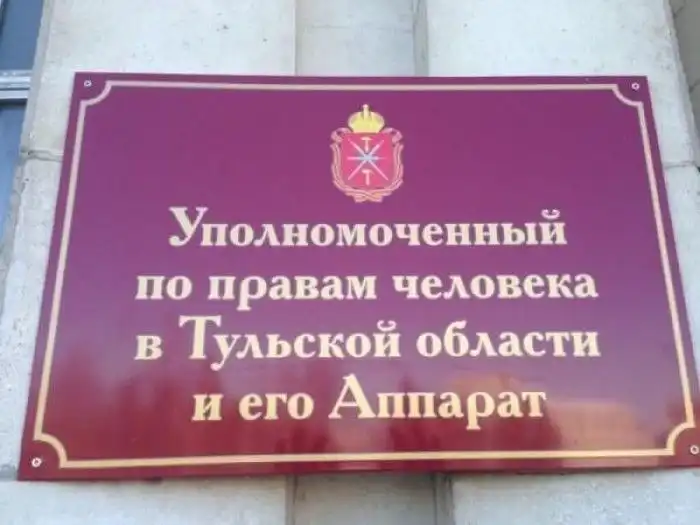 Уполномоченный
по правам человека
в Тульской области
и его Аппарат